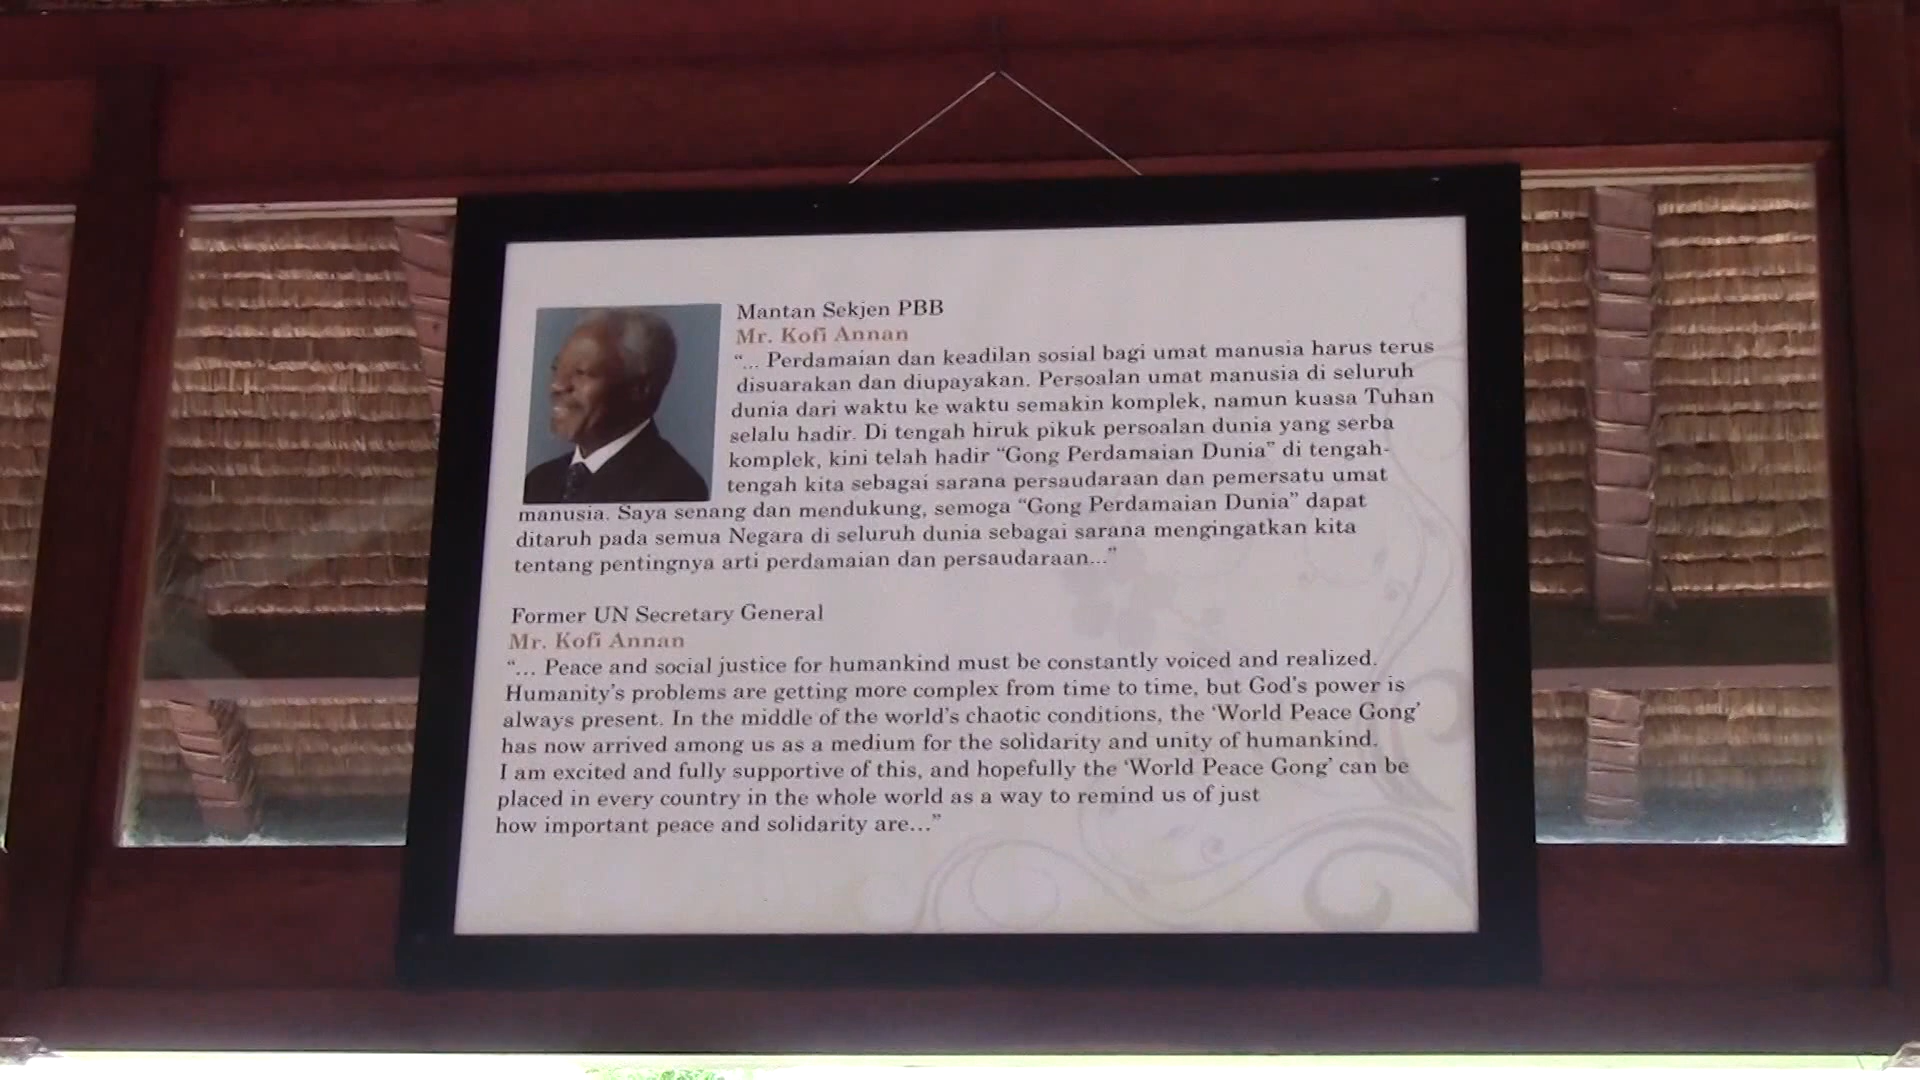 Mantan Sekjen PBB
Mr. Kofi Annan
“... Perdamaian dan keadilan sosial bagi umat manusia harus terus
disuarakan dan diupayakan. Persoalan umat manusia di seluruh
dunia dari waktu ke waktu semakin komplek, namun kuasa Tuhan
selalu hadir. Di tengah hiruk pikuk persoalan dunia yang serba
komplek, kini telah hadir “Gong Perdamaian Dunia” di tengah-
tengah kita sebagai sarana persaudaraan dan pemersatu umat
manusia. Saya senang dan mendukung, semoga “Gong Perdamaian Dunia” dapat
ditaruh pada semua Negara di seluruh dunia sebagai sarana mengingatkan kita
tentang pentingnya arti perdamaian dan persaudaraan...”
Former UN Secretary General
Mr. Kofi Annan
“... Peace and social justice for humankind must be constantly voiced and realized.
Humanity’s problems are getting more complex from time to time, but God’s power is
always present. In the middle of the world’s chaotic conditions, the ‘World Peace Gong’
has now arrived among us as a medium for the solidarity and unity of humankind.
I am excited and fully supportive of this, and hopefully the ‘World Peace Gong’ can be
placed in every country in the whole world as a way to remind us of just
how important peace and solidarity are...”